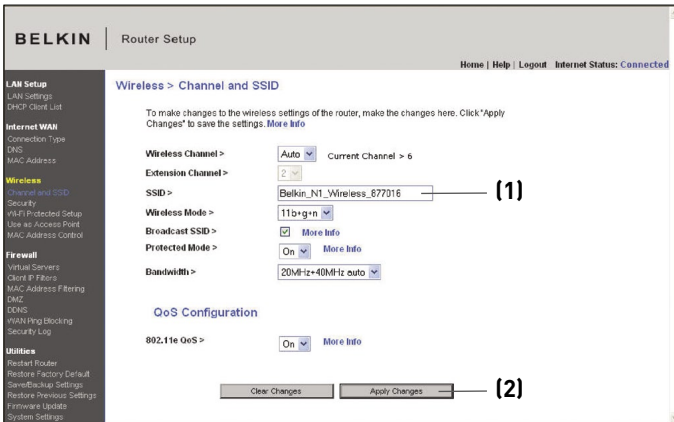 BELKIN | Router Setup
Home | Help | Logout Internet Status: Connected
LAN Setup
LAN Settings
DHCP Client List
Internet WAN
Connection Type
DNS
MAC Address
Wireless
Channel and SSID
Security
Wi-Fi Protected Setup
Use as Access Point
MAC Address Control
Firewall
Virtual Servers
Client IP Filters
MAC Address Filtering
DMZ
DDNS
WAN Ping Blocking
Security Log
Utilities
Restart Router
Restore Factory Default
Save/Backup Settings
Restore Previous Settings
Firmware Update
System Settings
Wireless > Channel and SSID
To make changes to the wireless settings of the router, make the changes here. Click "Apply
Changes" to save the settings. More Info
Wireless Channel > Auto Current Channel > 6
Extension Channel > 2
SSID > Belkin_N1_Wireless_877016 (1)
Wireless Mode > 11b+g+n
Broadcast SSID > More Info
Protected Mode > On More Info
Bandwidth > 20MHz+40MHz auto
QoS Configuration
802.11e QoS > On More Info
Clear Changes Apply Changes (2)